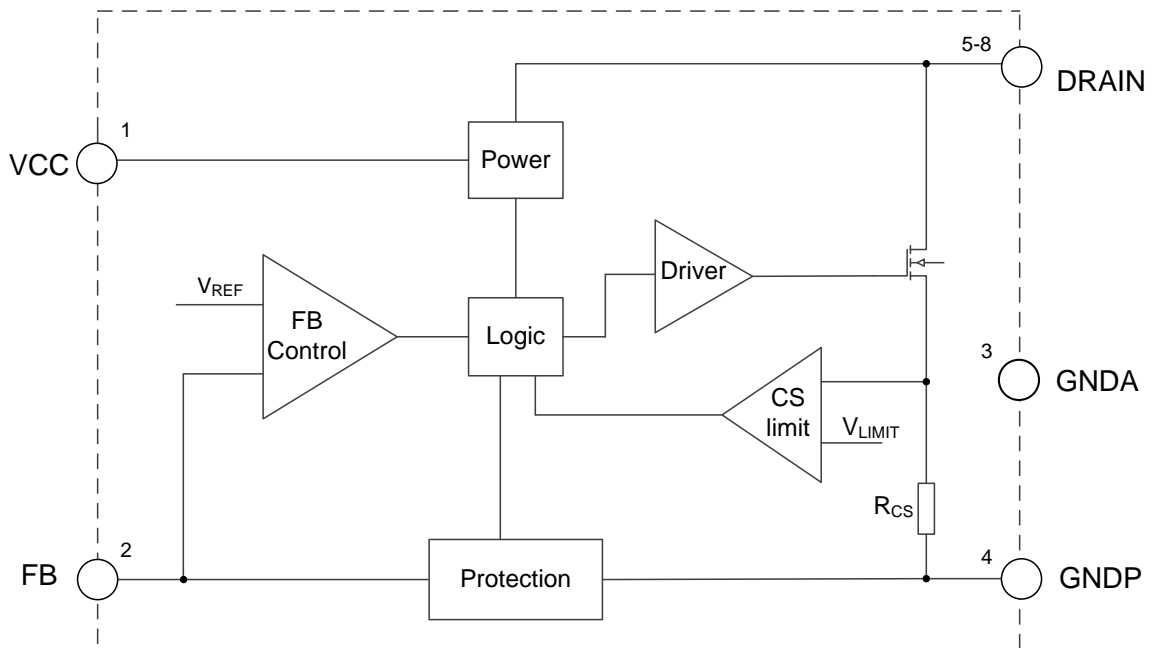 5-8
DRAIN
1
VCC
Power
Driver
VREF
FB
Control
Logic
3
GNDA
CS
limit
VLIMIT
RCS
2
FB
Protection
4
GNDP